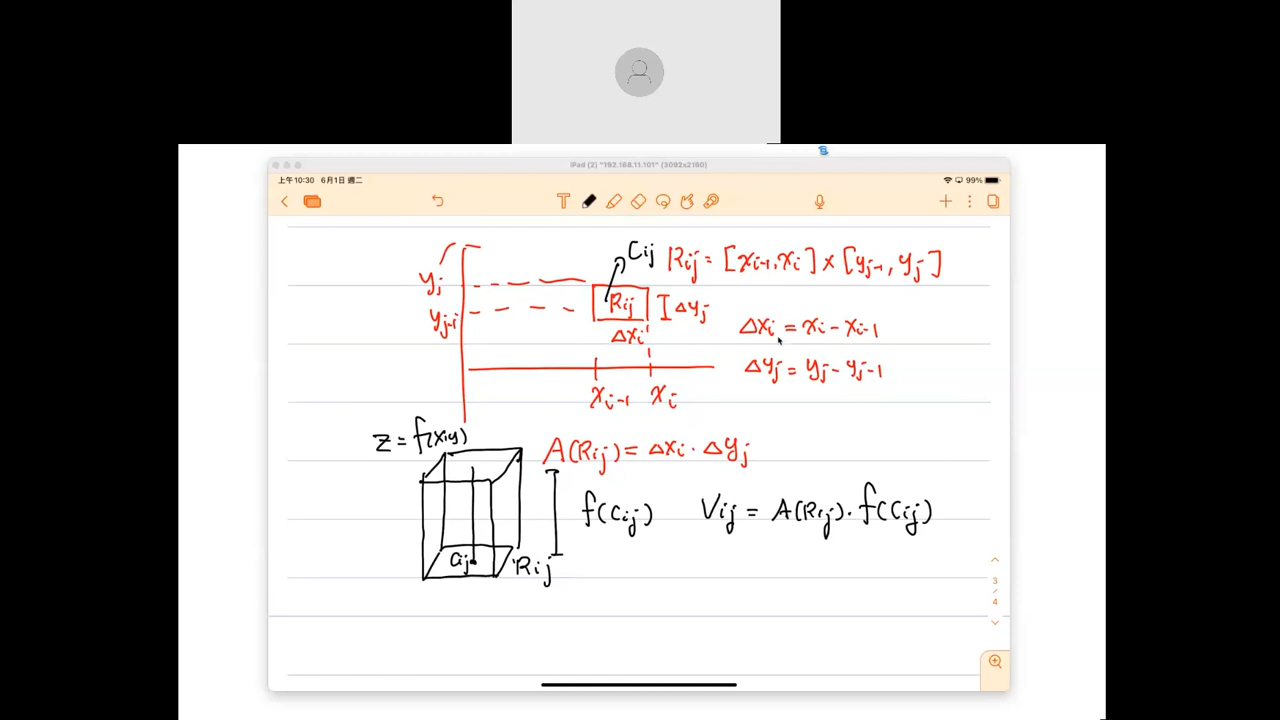 iPad (2) "192.168.11.101" (3092x2160)
上午10:30 6月1日 週二
99%
T
Cij
Rij = [xi-1, xi] × [yj-1, yj]
yj
Rij
Δyj
yj-1
Δxi
Δxi = xi - xi-1
Δyj = yj - yj-1
xi-1 xi
z = f(x,y)
A(Rij) = Δxi · Δyj
f(Cij)
Vij = A(Rij) · f(Cij)
Cij
Rij
3
/
4